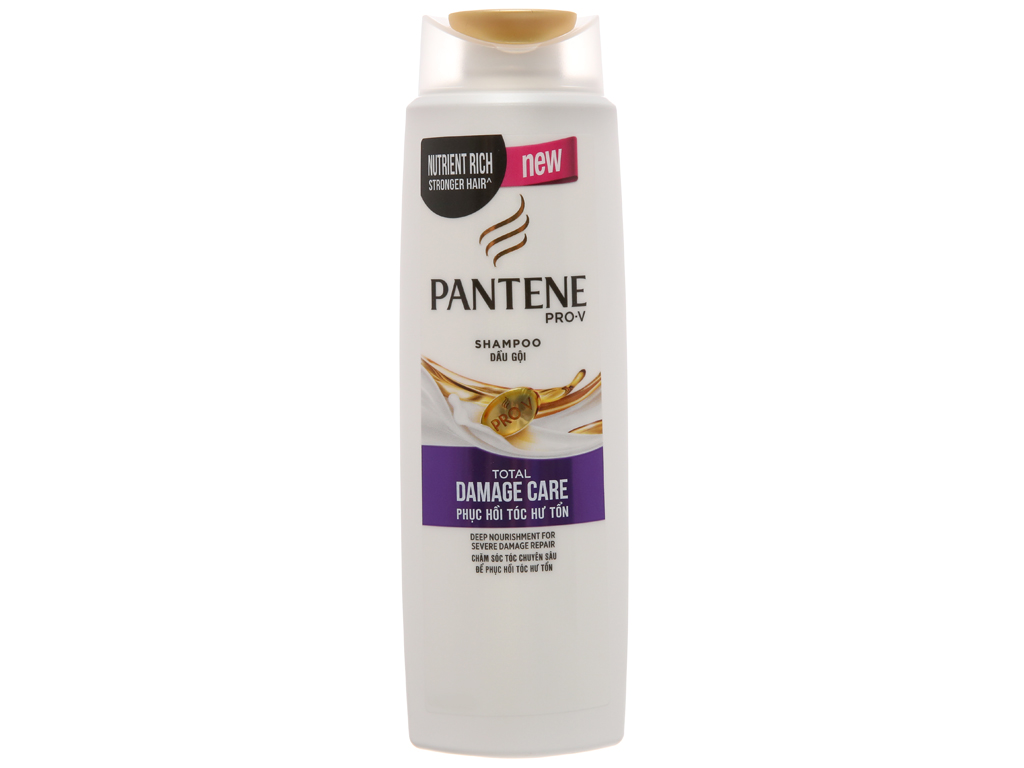 NUTRIENT RICH
STRONGER HAIR^
new
PANTENE
PRO-V
SHAMPOO
DẦU GỘI
PRO-V
TOTAL
DAMAGE CARE
PHỤC HỒI TÓC HƯ TỔN
DEEP NOURISHMENT FOR
SEVERE DAMAGE REPAIR
CHĂM SÓC TÓC CHUYÊN SÂU
ĐỂ PHỤC HỒI TÓC HƯ TỔN